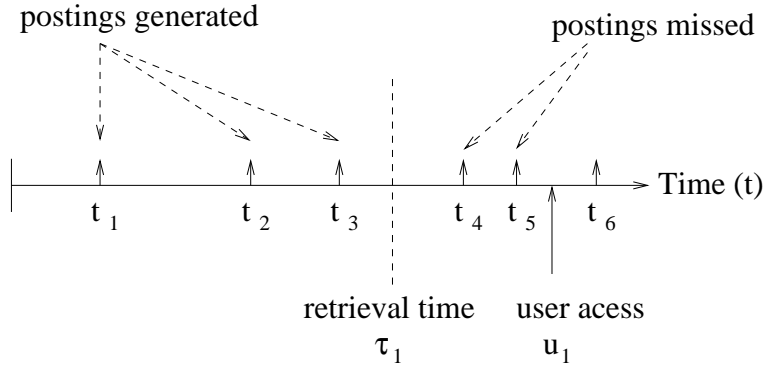 postings generated
postings missed
Time (t)
t 1
t 2
t 3
t 4
t 5
t 6
retrieval time
τ 1
user acess
u 1